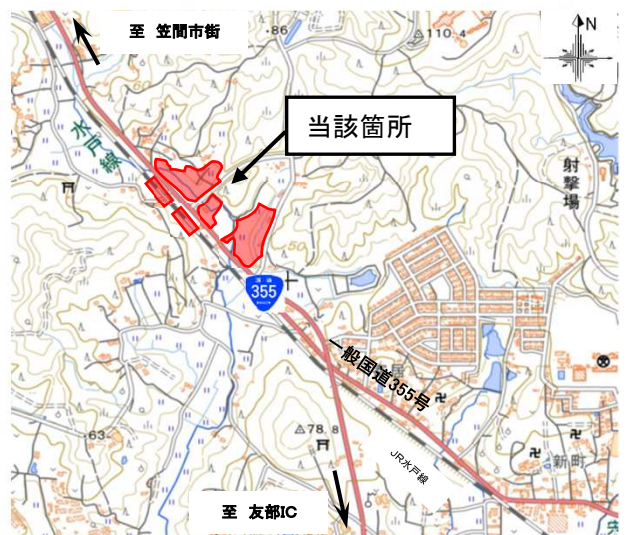 至 笠間市街
・86
△110.4
N
当該箇所
水戸線
射撃場
50
国道
355
一般国道355号
63
△78.8
JR水戸線
新町
至 友部IC